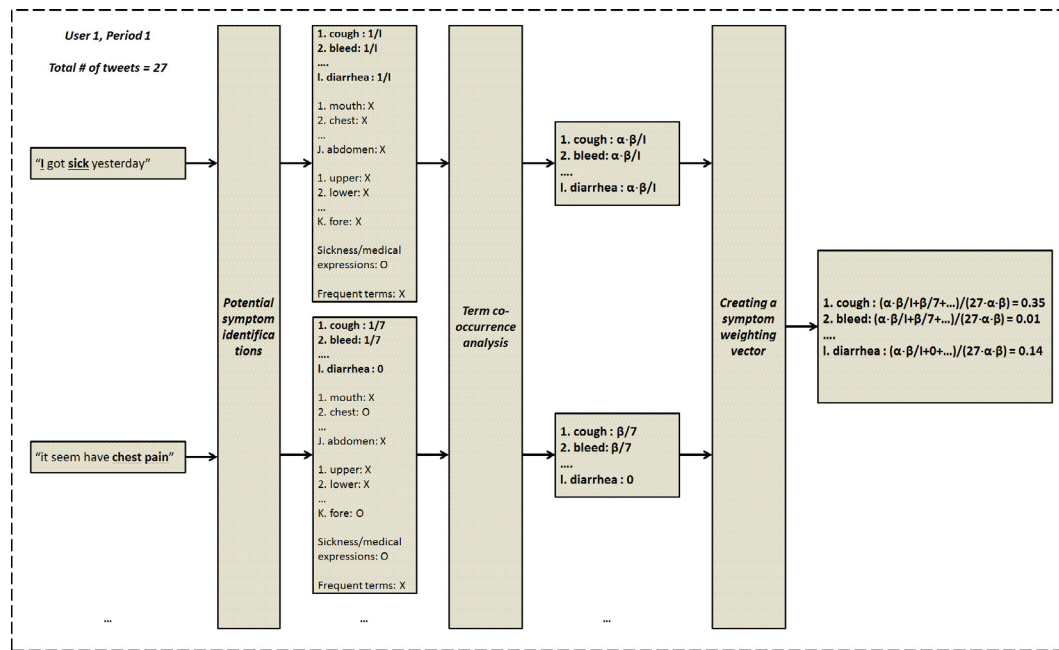 User 1, Period 1
Total # of tweets = 27
“I got sick yesterday”
“it seem have chest pain”
...
Potential
symptom
identifica
tions
1. cough : 1/I
2. bleed: 1/I
....
I. diarrhea : 1/I
1. mouth: X
2. chest: X
...
J. abdomen: X
1. upper: X
2. lower: X
...
K. fore: X
Sickness/medical
expressions: O
Frequent terms: X
1. cough : 1/7
2. bleed: 1/7
....
I. diarrhea: 0
1. mouth: X
2. chest: O
...
J. abdomen: X
1. upper: X
2. lower: X
...
K. fore: O
Sickness/medical
expressions: O
Frequent terms: X
...
Term co-
occurrence
analysis
1. cough : α·β/I
2. bleed: α·β/I
....
I. diarrhea : α·β/I
1. cough : β/7
2. bleed: β/7
....
I. diarrhea : 0
...
Creating a
symptom
weighting
vector
1. cough : (α·β/I+β/7+...)/(27·α·β) = 0.35
2. bleed: (α·β/I+β/7+...)/(27·α·β) = 0.01
....
I. diarrhea : (α·β/I+0+...)/(27·α·β) = 0.14